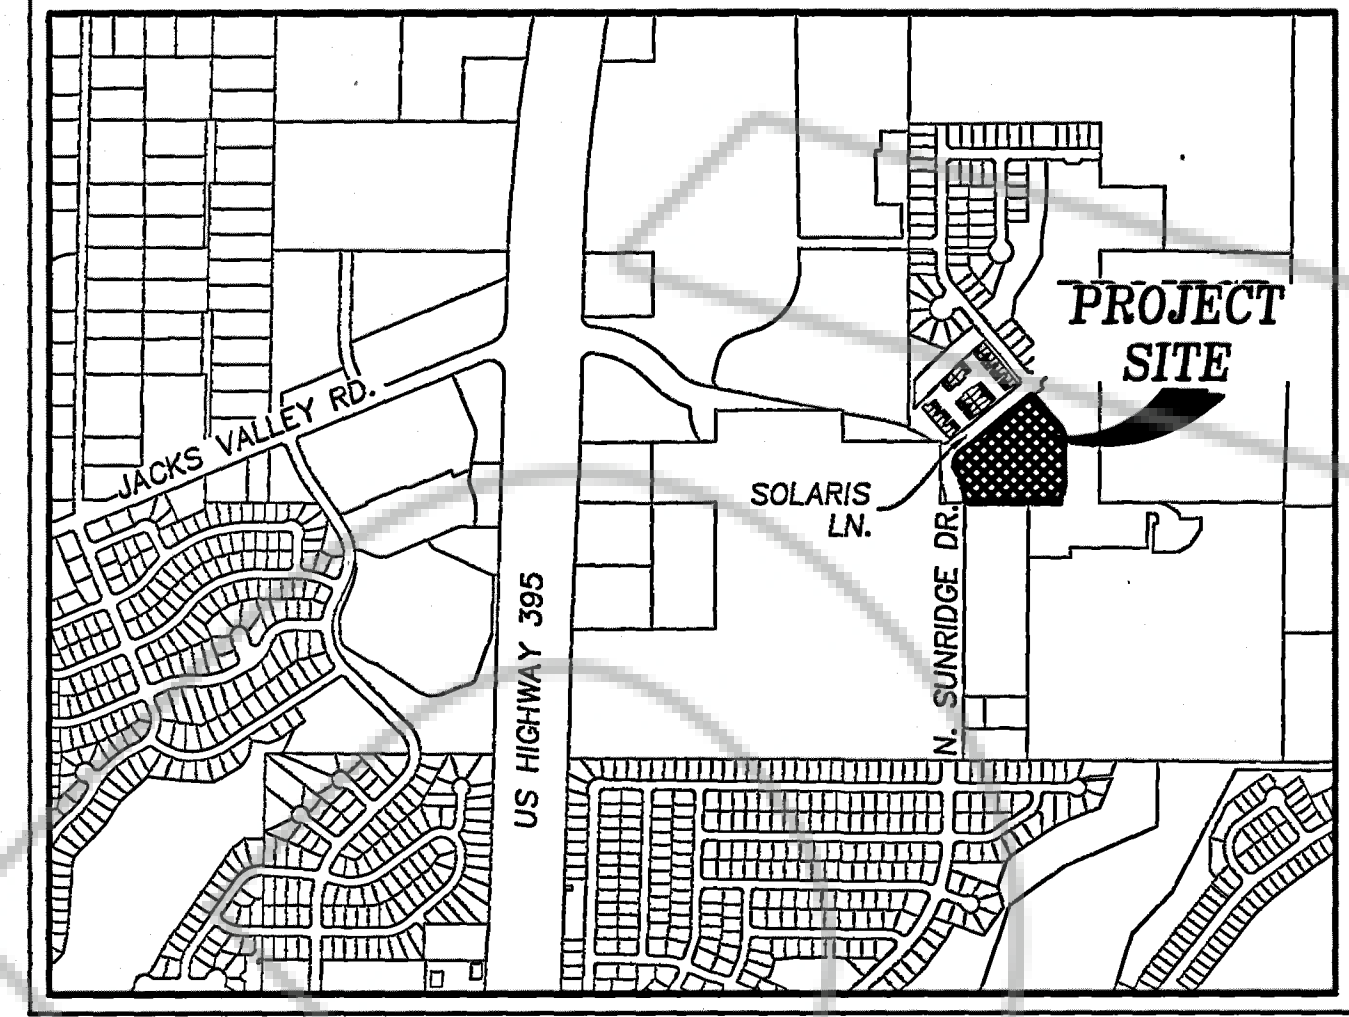 PROJECT
SITE
JACKS VALLEY RD.
SOLARIS
LN.
N. SUNRIDGE DR.
US HIGHWAY 395